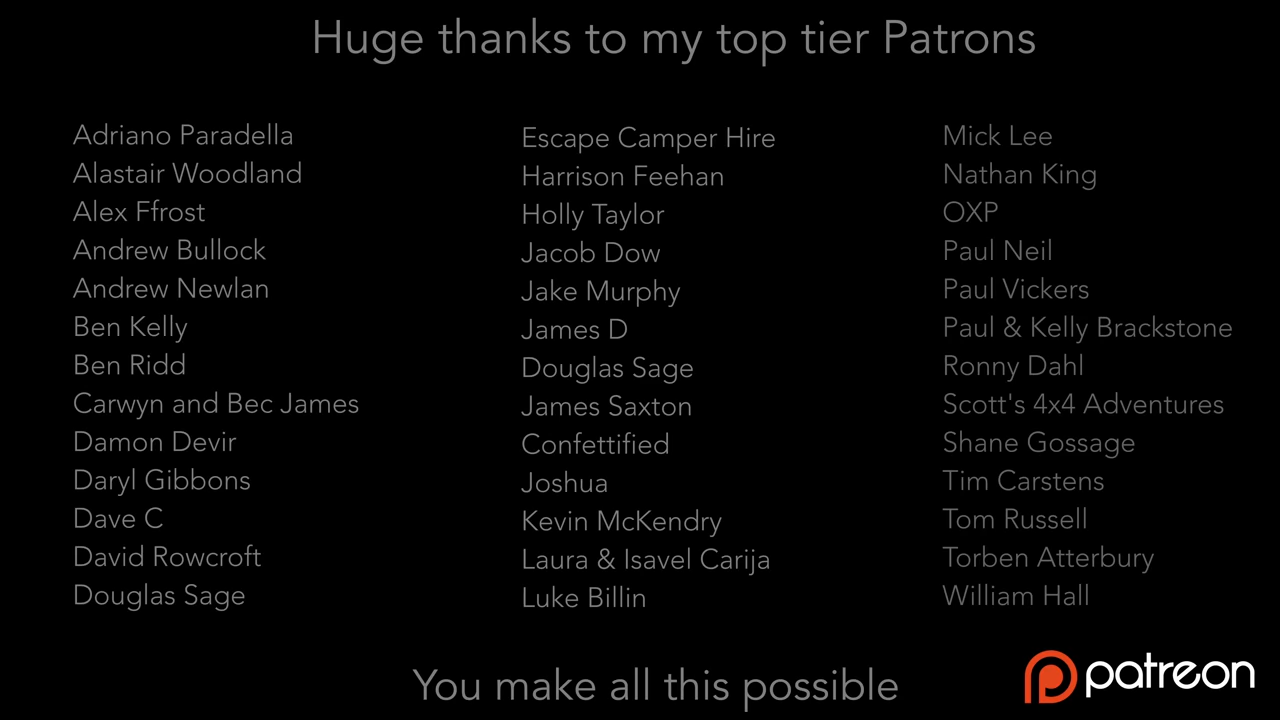 Huge thanks to my top tier Patrons
Adriano Paradella
Alastair Woodland
Alex Ffrost
Andrew Bullock
Andrew Newlan
Ben Kelly
Ben Ridd
Carwyn and Bec James
Damon Devir
Daryl Gibbons
Dave C
David Rowcroft
Douglas Sage
Escape Camper Hire
Harrison Feehan
Holly Taylor
Jacob Dow
Jake Murphy
James D
Douglas Sage
James Saxton
Confettified
Joshua
Kevin McKendry
Laura & Isavel Carija
Luke Billin
Mick Lee
Nathan King
OXP
Paul Neil
Paul Vickers
Paul & Kelly Brackstone
Ronny Dahl
Scott's 4x4 Adventures
Shane Gossage
Tim Carstens
Tom Russell
Torben Atterbury
William Hall
You make all this possible
patreon